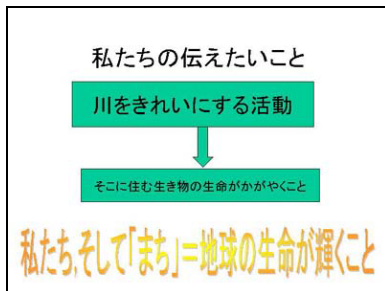 私たちの伝えたいこと
川をきれいにする活動
そこに住む生き物の生命がかがやくこと
私たち,そして「まち」=地球の生命が輝くこと